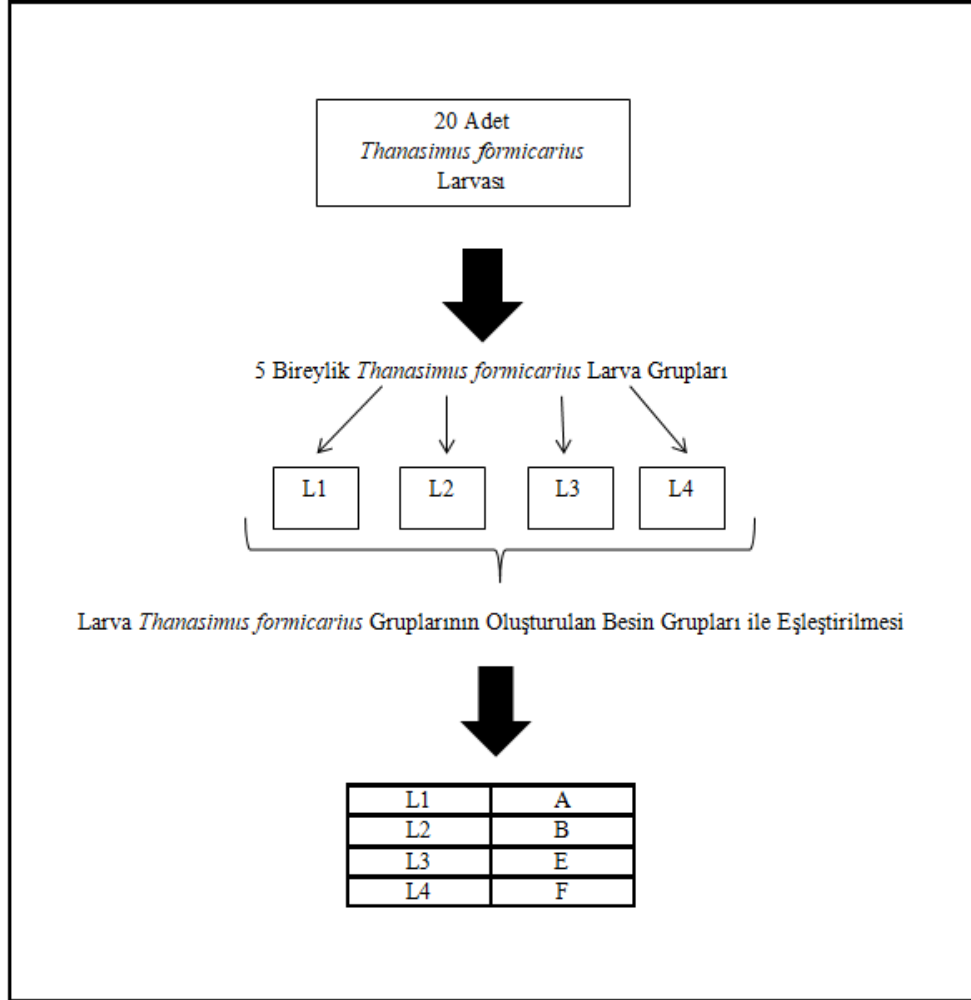 20 Adet
Thanasimus formicarius
Larvası
5 Bireylik Thanasimus formicarius Larva Grupları
L1 L2 L3 L4
Larva Thanasimus formicarius Gruplarının Oluşturulan Besin Grupları ile Eşleştirilmesi
L1 A
L2 B
L3 E
L4 F